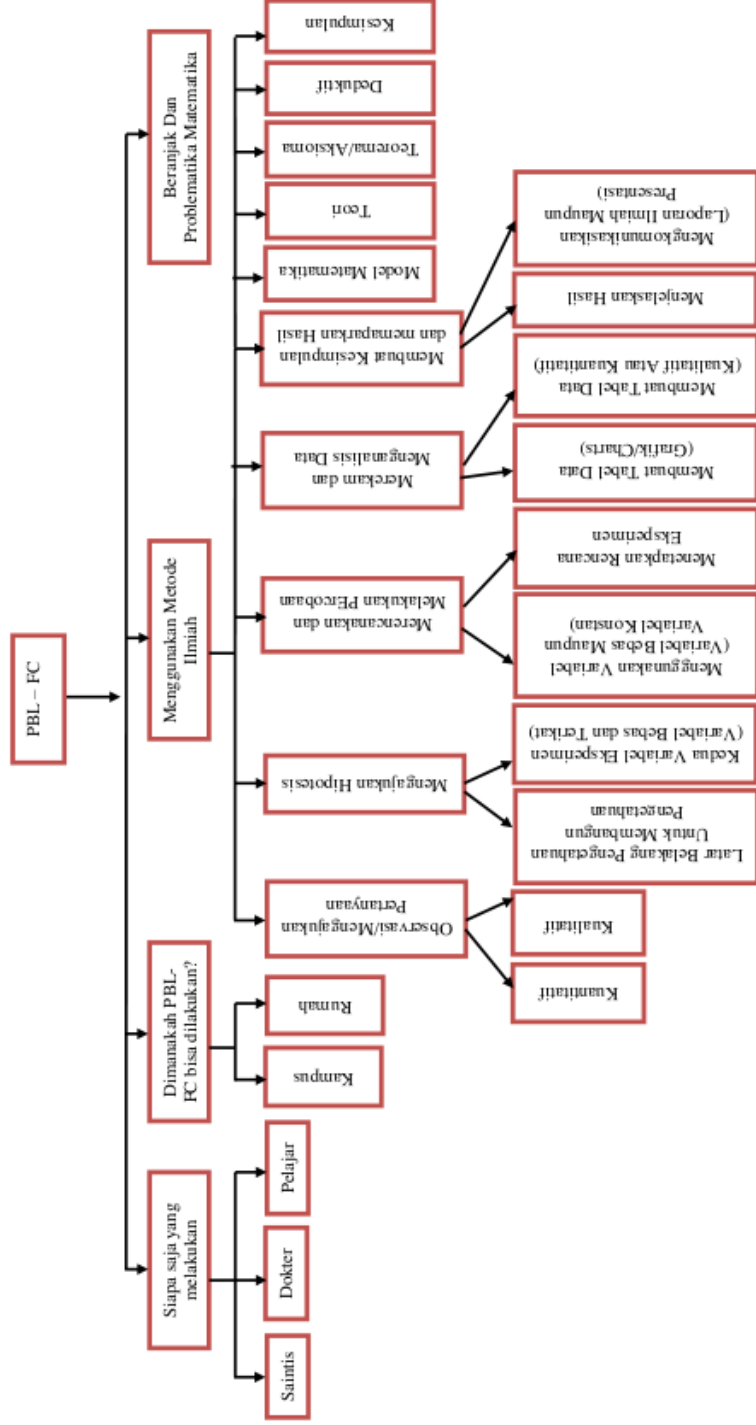 PBL – FC
Siapa saja yang
melakukan
Dimanakah PBL-
FC bisa dilakukan?
Menggunakan Metode
Ilmiah
Beranjak Dan
Problematika Matematika
Saintis
Dokter
Pelajar
Kampus
Rumah
Observasi/Mengajukan
Pertanyaan
Mengajukan Hipotesis
Merencanakan dan
Melakukan PErcobaan
Merekam dan
Menganalisis Data
Membuat Kesimpulan
dan memaparkan Hasil
Model Matematika
Teori
Teorema/Aksioma
Deduktif
Kesimpulan
Kuantitatif
Kualitatif
Latar Belakang Pengetahuan
Untuk Membangun
Pengetahuan
Kedua Variabel Eksperimen
(Variabel Bebas dan Terikat)
Menggunakan Variabel
(Variabel Bebas Maupun
Variabel Konstan)
Menetapkan Rencana
Eksperimen
Membuat Tabel Data
(Grafik/Charts)
Membuat Tabel Data
(Kualitatif Atau Kuantitatif)
Menjelaskan Hasil
Mengkomunikasikan
(Laporan Ilmiah Maupun
Presentasi)